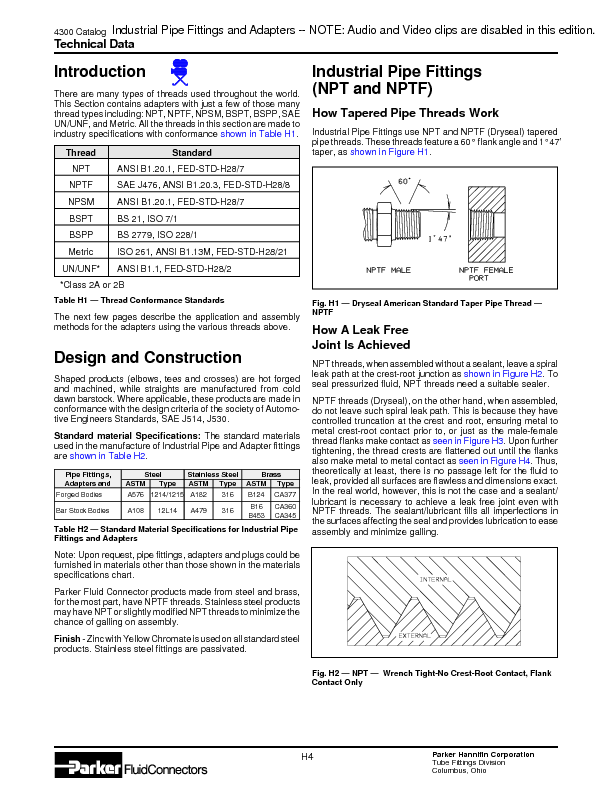 4300 Catalog Industrial Pipe Fittings and Adapters – NOTE: Audio and Video clips are disabled in this edition.
Technical Data
Introduction
There are many types of threads used throughout the world.
This Section contains adapters with just a few of those many
thread types including: NPT, NPTF, NPSM, BSPT, BSPP, SAE
UN/UNF, and Metric. All the threads in this section are made to
industry specifications with conformance shown in Table H1.
Thread Standard
NPT ANSI B1.20.1, FED-STD-H28/7
NPTF SAE J476, ANSI B1.20.3, FED-STD-H28/8
NPSM ANSI B1.20.1, FED-STD-H28/7
BSPT BS 21, ISO 7/1
BSPP BS 2779, ISO 228/1
Metric ISO 261, ANSI B1.13M, FED-STD-H28/21
UN/UNF* ANSI B1.1, FED-STD-H28/2
*Class 2A or 2B
Table H1 — Thread Conformance Standards
The next few pages describe the application and assembly
methods for the adapters using the various threads above.
Design and Construction
Shaped products (elbows, tees and crosses) are hot forged
and machined, while straights are manufactured from cold
drawn barstock. Where applicable, these products are made in
conformance with the design criteria of the society of Automo-
tive Engineers Standards, SAE J514, J530.
Standard material Specifications: The standard materials
used in the manufacture of Industrial Pipe and Adapter fittings
are shown in Table H2.
Pipe Fittings, Steel Stainless Steel Brass
Adapters and ASTM Type ASTM Type ASTM Type
Forged Bodies A576 1214/1215 A182 316 B124 CA377
Bar Stock Bodies A108 12L14 A479 316 B16 CA360
B453 CA345
Table H2 — Standard Material Specifications for Industrial Pipe
Fittings and Adapters
Note: Upon request, pipe fittings, adapters and plugs could be
furnished in materials other than those shown in the materials
specifications chart.
Parker Fluid Connector products made from steel and brass,
for the most part, have NPTF threads. Stainless steel products
may have NPT or slightly modified NPT threads to minimize the
chance of galling on assembly.
Finish - Zinc with Yellow Chromate is used on all standard steel
products. Stainless steel fittings are passivated.
Industrial Pipe Fittings
(NPT and NPTF)
How Tapered Pipe Threads Work
Industrial Pipe Fittings use NPT and NPTF (Dryseal) tapered
pipe threads. These threads feature a 60° flank angle and 1° 47'
taper, as shown in Figure H1.
60°
1°47'
NPTF MALE
NPTF FEMALE
PORT
Fig. H1 — Dryseal American Standard Taper Pipe Thread —
NPTF
How A Leak Free
Joint Is Achieved
NPT threads, when assembled without a sealant, leave a spiral
leak path at the crest-root junction as shown in Figure H2. To
seal pressurized fluid, NPT threads need a suitable sealer.
NPTF threads (Dryseal), on the other hand, when assembled,
do not leave such spiral leak path. This is because they have
controlled truncation at the crest and root, ensuring metal to
metal crest-root contact prior to, or just as the male-female
thread flanks make contact as seen in Figure H3. Upon further
tightening, the thread crests are flattened out until the flanks
also make metal to metal contact as seen in Figure H4. Thus,
theoretically at least, there is no passage left for the fluid to
leak, provided all surfaces are flawless and dimensions exact.
In the real world, however, this is not the case and a sealant/
lubricant is necessary to achieve a leak free joint even with
NPTF threads. The sealant/lubricant fills all imperfections in
the surfaces affecting the seal and provides lubrication to ease
assembly and minimize galling.
INTERNAL
EXTERNAL
Fig. H2 — NPT — Wrench Tight-No Crest-Root Contact, Flank
Contact Only
Parker FluidConnectors
H4
Parker Hannifin Corporation
Tube Fittings Division
Columbus, Ohio